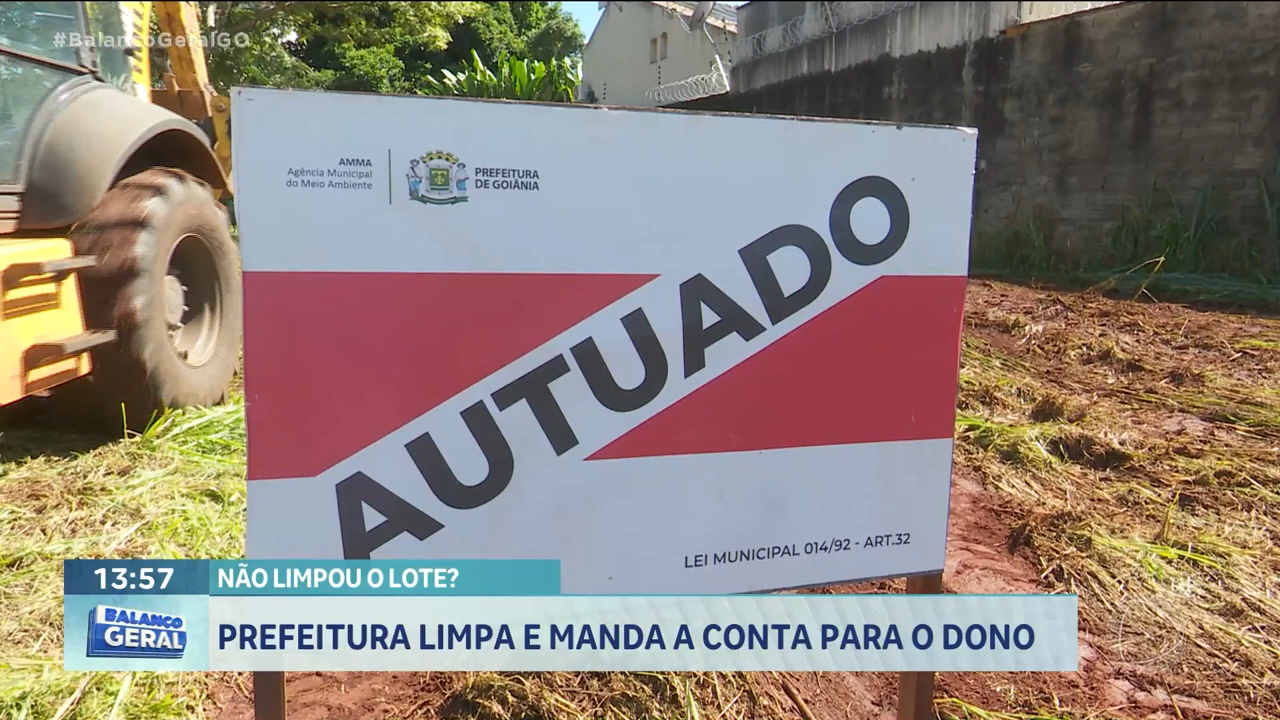 #BalançoGeralGO
AMMA
Agência Municipal
do Meio Ambiente
PREFEITURA
DE GOIÂNIA
AUTUADO
LEI MUNICIPAL 014/92 - ART.32
13:57
NÃO LIMPOU O LOTE?
BALANÇO
GERAL
PREFEITURA LIMPA E MANDA A CONTA PARA O DONO